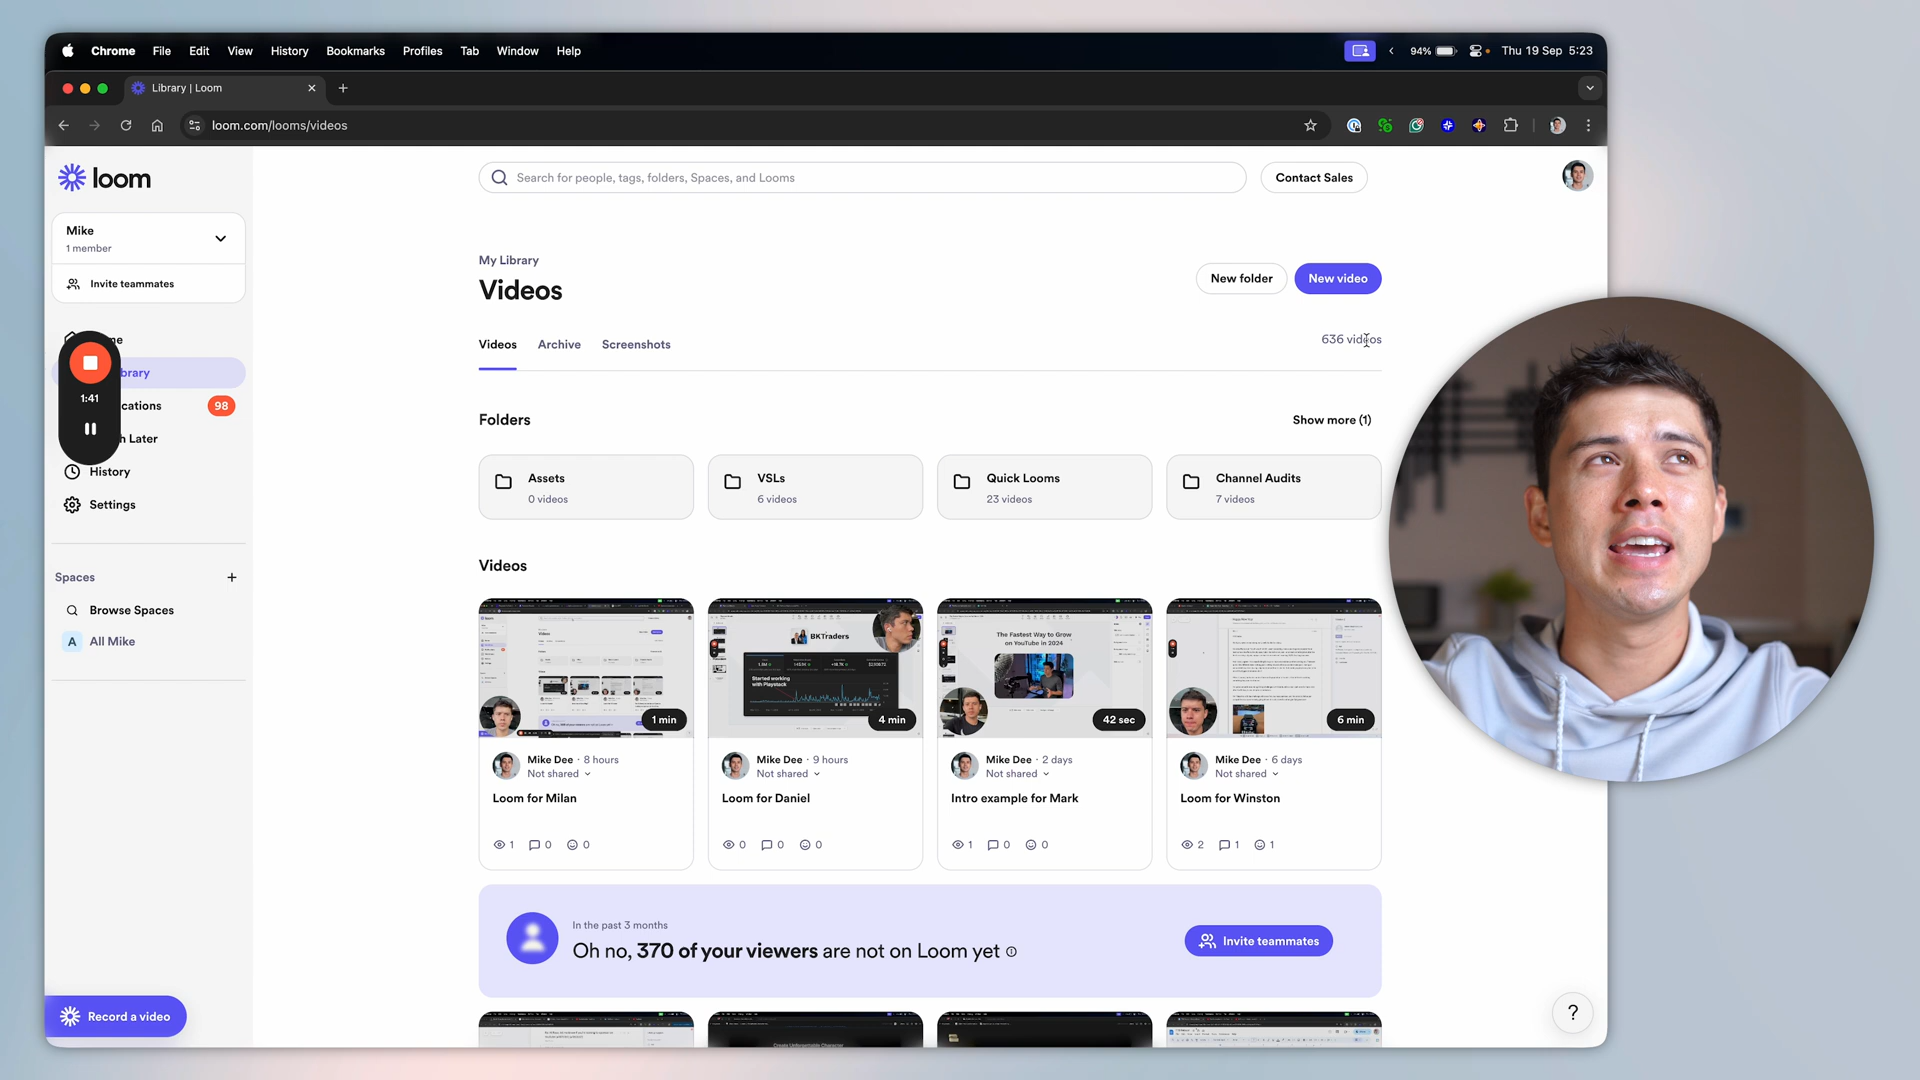 Chrome File Edit View History Bookmarks Profiles Tab Window Help
94% Thu 19 Sep 5:23
Library | Loom
loom.com/looms/videos
loom
Search for people, tags, folders, Spaces, and Looms
Contact Sales
Mike
1 member
Invite teammates
My Library
Videos
New folder
New video
Videos Archive Screenshots
636 videos
me
brary
1:41
cations
98
h Later
History
Settings
Spaces
Browse Spaces
A All Mike
Folders
Show more (1)
Assets
0 videos
VSLs
6 videos
Quick Looms
23 videos
Channel Audits
7 videos
Videos
1 min
Mike Dee · 8 hours
Not shared
Loom for Milan
1 0 0
BKTraders
Started working
with Playstack
4 min
Mike Dee · 9 hours
Not shared
Loom for Daniel
0 0 0
The Fastest Way to Grow
on YouTube in 2024
42 sec
Mike Dee · 2 days
Not shared
Intro example for Mark
1 0 0
6 min
Mike Dee · 6 days
Not shared
Loom for Winston
2 1 1
In the past 3 months
Oh no, 370 of your viewers are not on Loom yet
Invite teammates
Record a video
Create Unforgettable Character
?